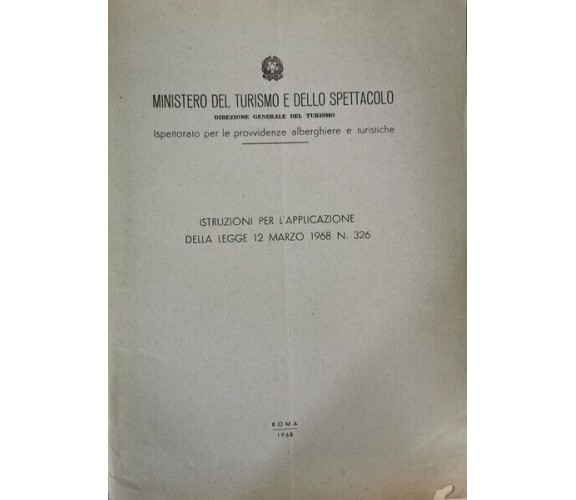 MINISTERO DEL TURISMO E DELLO SPETTACOLO
DIREZIONE GENERALE DEL TURISMO
Ispettorato per le provvidenze alberghiere e turistiche
ISTRUZIONI PER L'APPLICAZIONE
DELLA LEGGE 12 MARZO 1968 N. 326
ROMA
1968